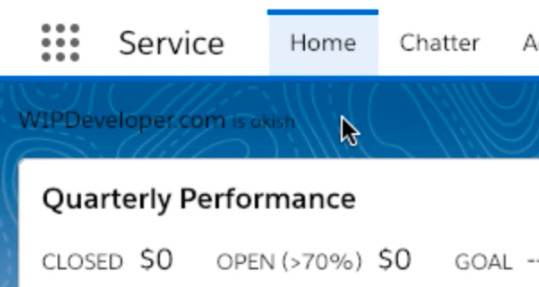 Service Home Chatter
WIPDeveloper.com is okish
Quarterly Performance
CLOSED $0 OPEN (>70%) $0 GOAL --